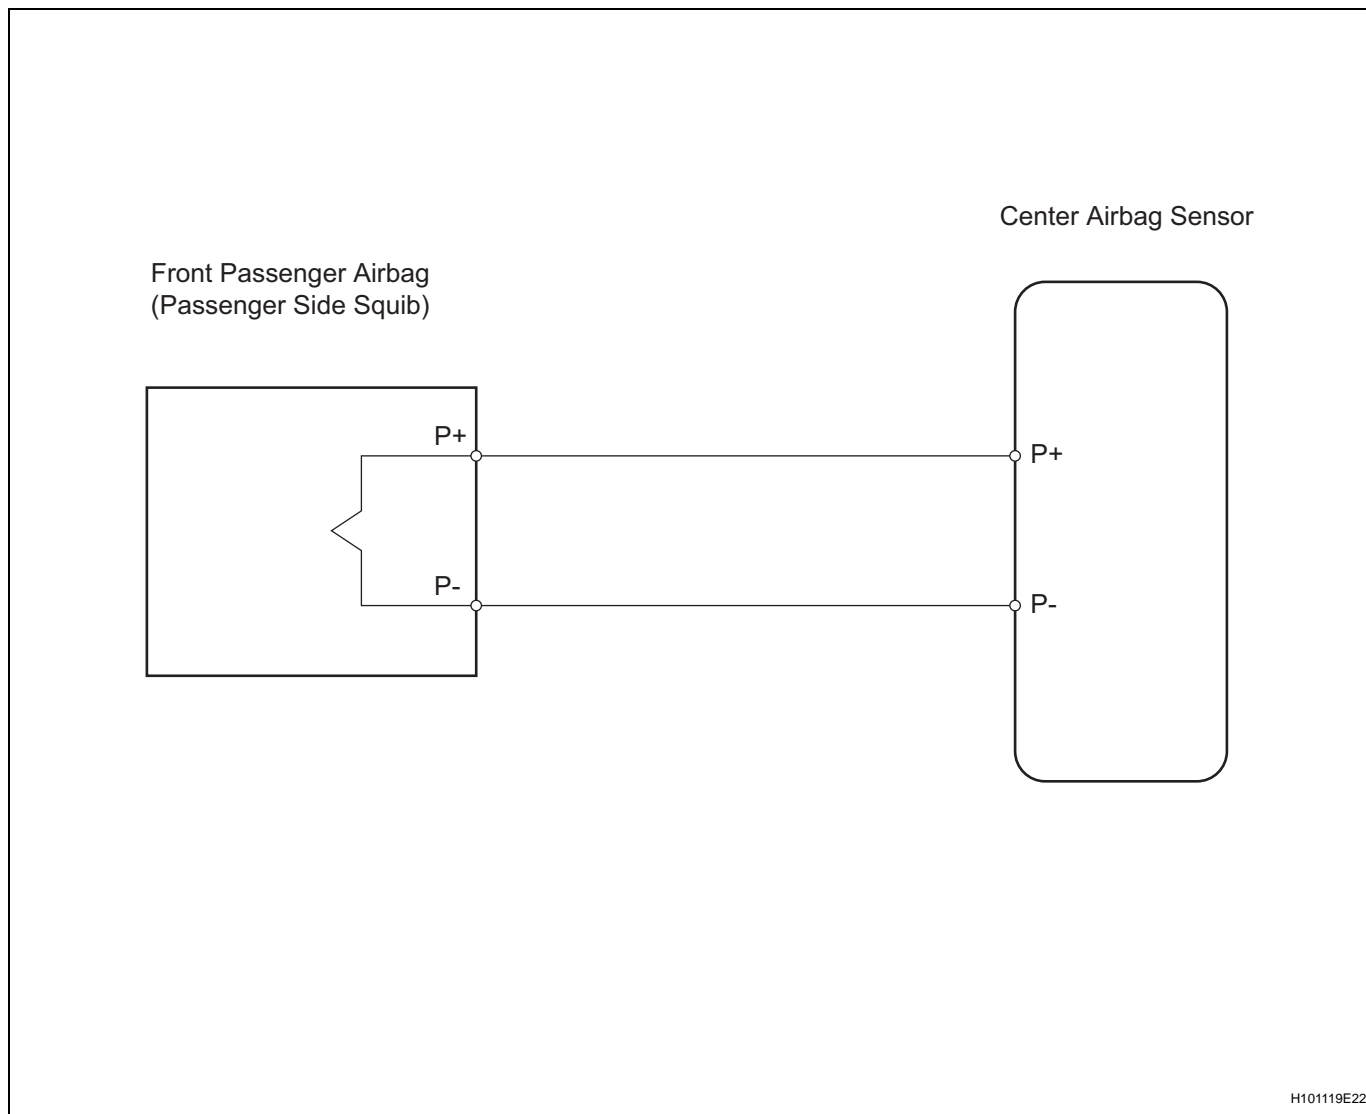 Center Airbag Sensor
Front Passenger Airbag
(Passenger Side Squib)
P+
P+
P-
P-
H101119E22